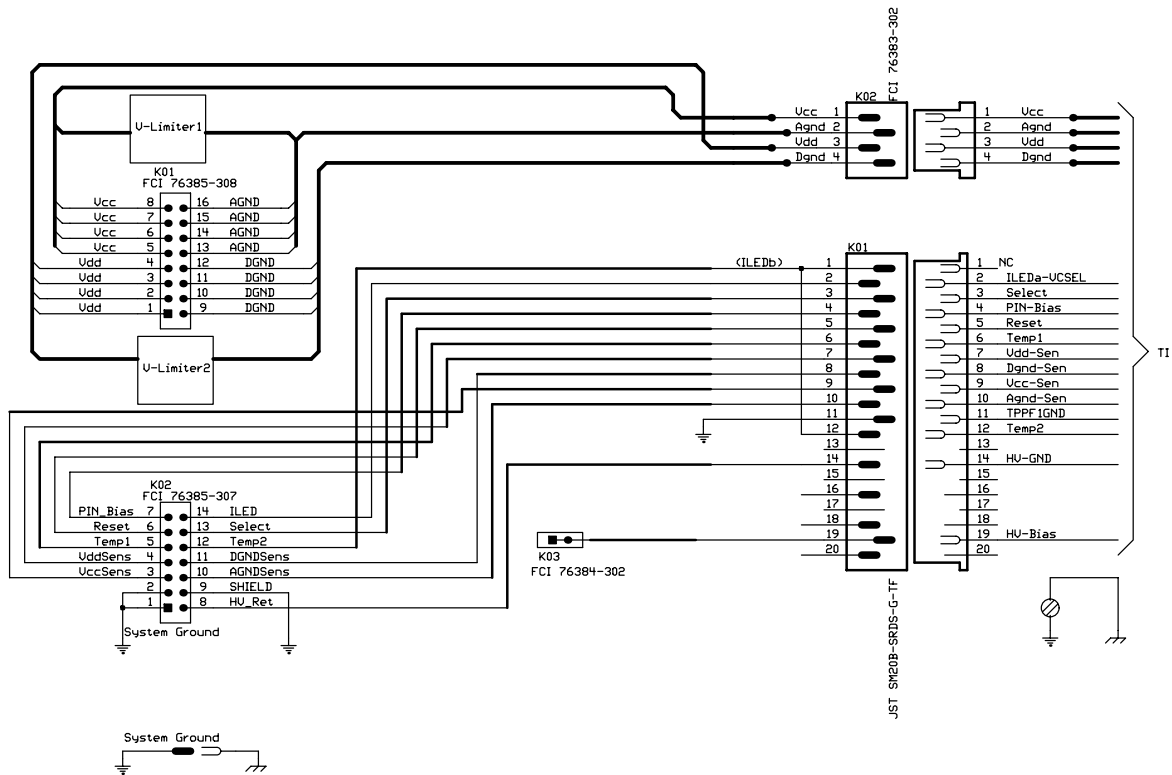 FCI 76383-302
K02
Vcc 1
Agnd 2
Vdd 3
Dgnd 4
1 Vcc
2 Agnd
3 Vdd
4 Dgnd
V-Limiter1
K01
FCI 76385-308
Vcc 8 16 AGND
Vcc 7 15 AGND
Vcc 6 14 AGND
Vcc 5 13 AGND
Vdd 4 12 DGND
Vdd 3 11 DGND
Vdd 2 10 DGND
Vdd 1 9 DGND
V-Limiter2
K01
(ILEDb) 1
2
3
4
5
6
7
8
9
10
11
12
13
14
15
16
17
18
19
20
1 NC
2 ILEDa-VCSEL
3 Select
4 PIN-Bias
5 Reset
6 Temp1
7 Vdd-Sen
8 Dgnd-Sen
9 Vcc-Sen
10 Agnd-Sen
11 TPPF1GND
12 Temp2
13
14 HV-GND
15
16
17
18
19 HV-Bias
20
TI
JST SM20B-SRDS-G-TF
K02
FCI 76385-307
PIN_Bias 7 14 ILED
Reset 6 13 Select
Temp1 5 12 Temp2
VddSens 4 11 DGNDSens
VccSens 3 10 AGNDSens
2 9 SHIELD
1 8 HV_Ret
System Ground
K03
FCI 76384-302
System Ground